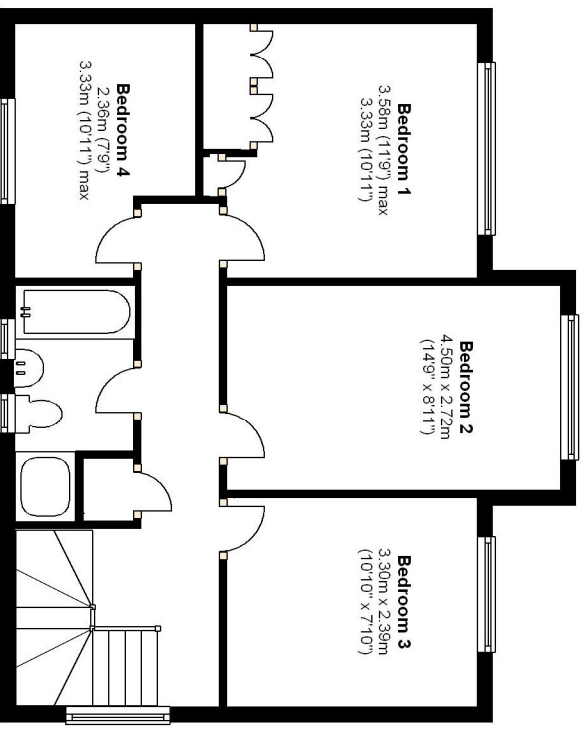 Bedroom 1
3.58m (11'9") max
3.33m (10'11")
Bedroom 4
2.36m (7'9")
3.33m (10'11") max
Bedroom 2
4.50m x 2.72m
(14'9" x 8'11")
Bedroom 3
3.30m x 2.39m
(10'10" x 7'10")